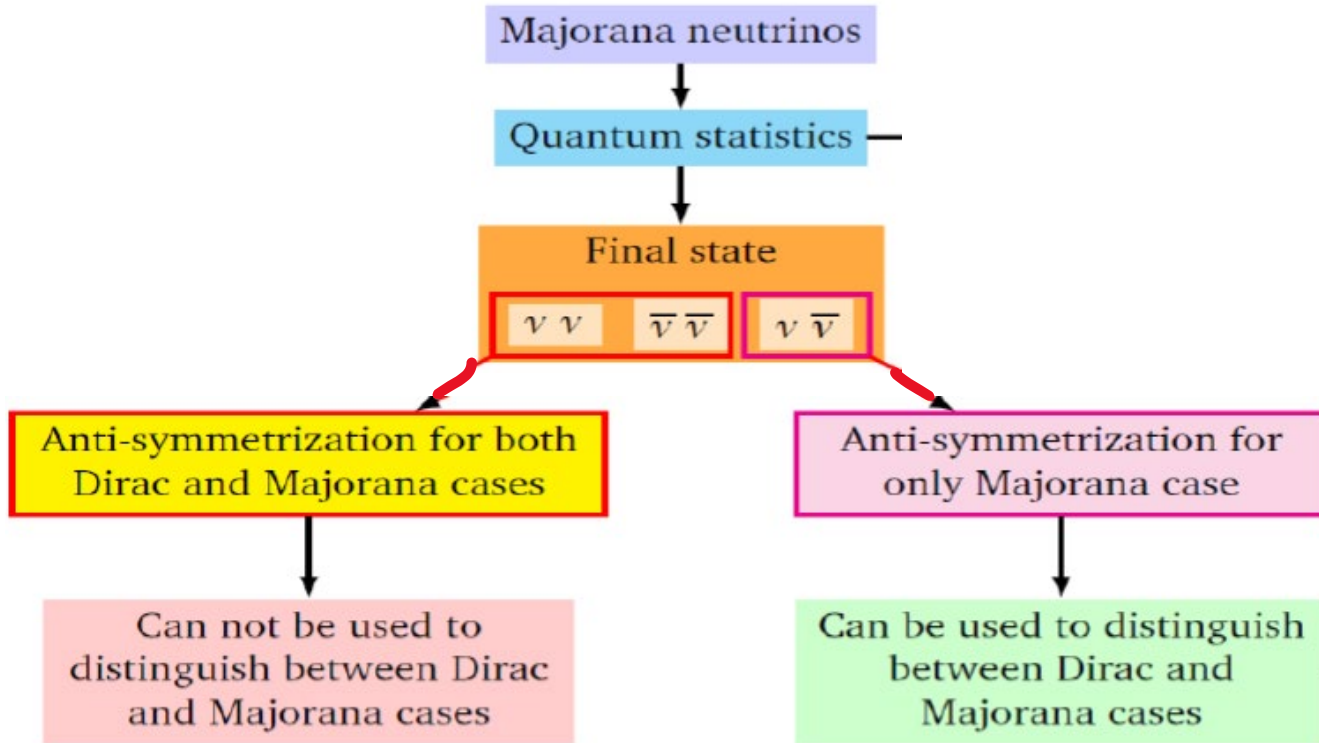 Majorana neutrinos
Quantum statistics
Final state
ν ν   ν̅ ν̅   ν ν̅
Anti-symmetrization for both
Dirac and Majorana cases
Anti-symmetrization for
only Majorana case
Can not be used to
distinguish between Dirac
and Majorana cases
Can be used to distinguish
between Dirac and
Majorana cases